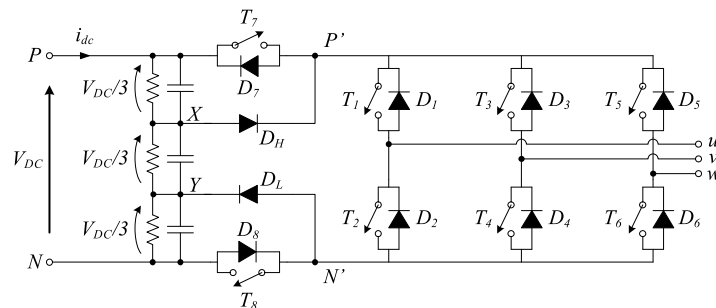 T7
P
idc
P'
D7
VDC/3
X
DH
T1
D1
T3
D3
T5
D5
u
v
w
VDC
VDC/3
Y
DL
T2
D2
T4
D4
T6
D6
VDC/3
D8
N
N'
T8